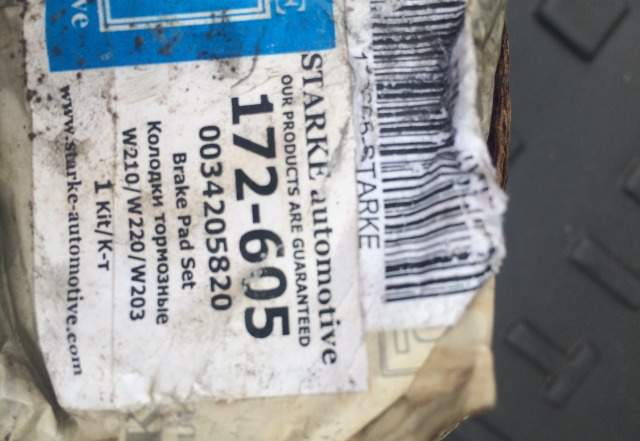 STARKE automotive
OUR PRODUCTS ARE GUARANTEED
172-605
0034205820
Brake Pad Set
Колодки тормозные
W210/W220/W203
1 Kit/К-т
www.starke-automotive.com
STARKE